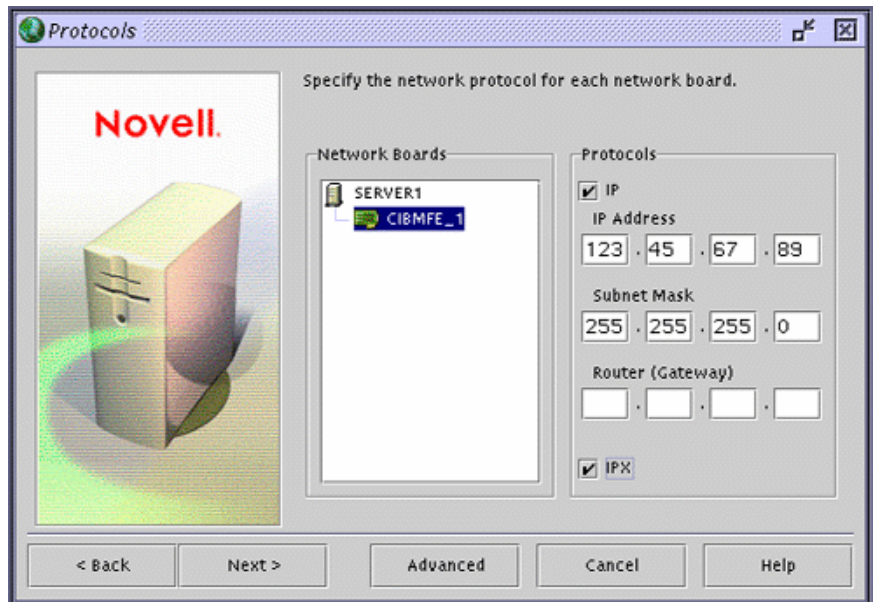 Protocols
Specify the network protocol for each network board.
Novell.
Network Boards
SERVER1
CIBMFE_1
Protocols
IP
IP Address
123 . 45 . 67 . 89
Subnet Mask
255 . 255 . 255 . 0
Router (Gateway)
. . .
IPX
< Back
Next >
Advanced
Cancel
Help